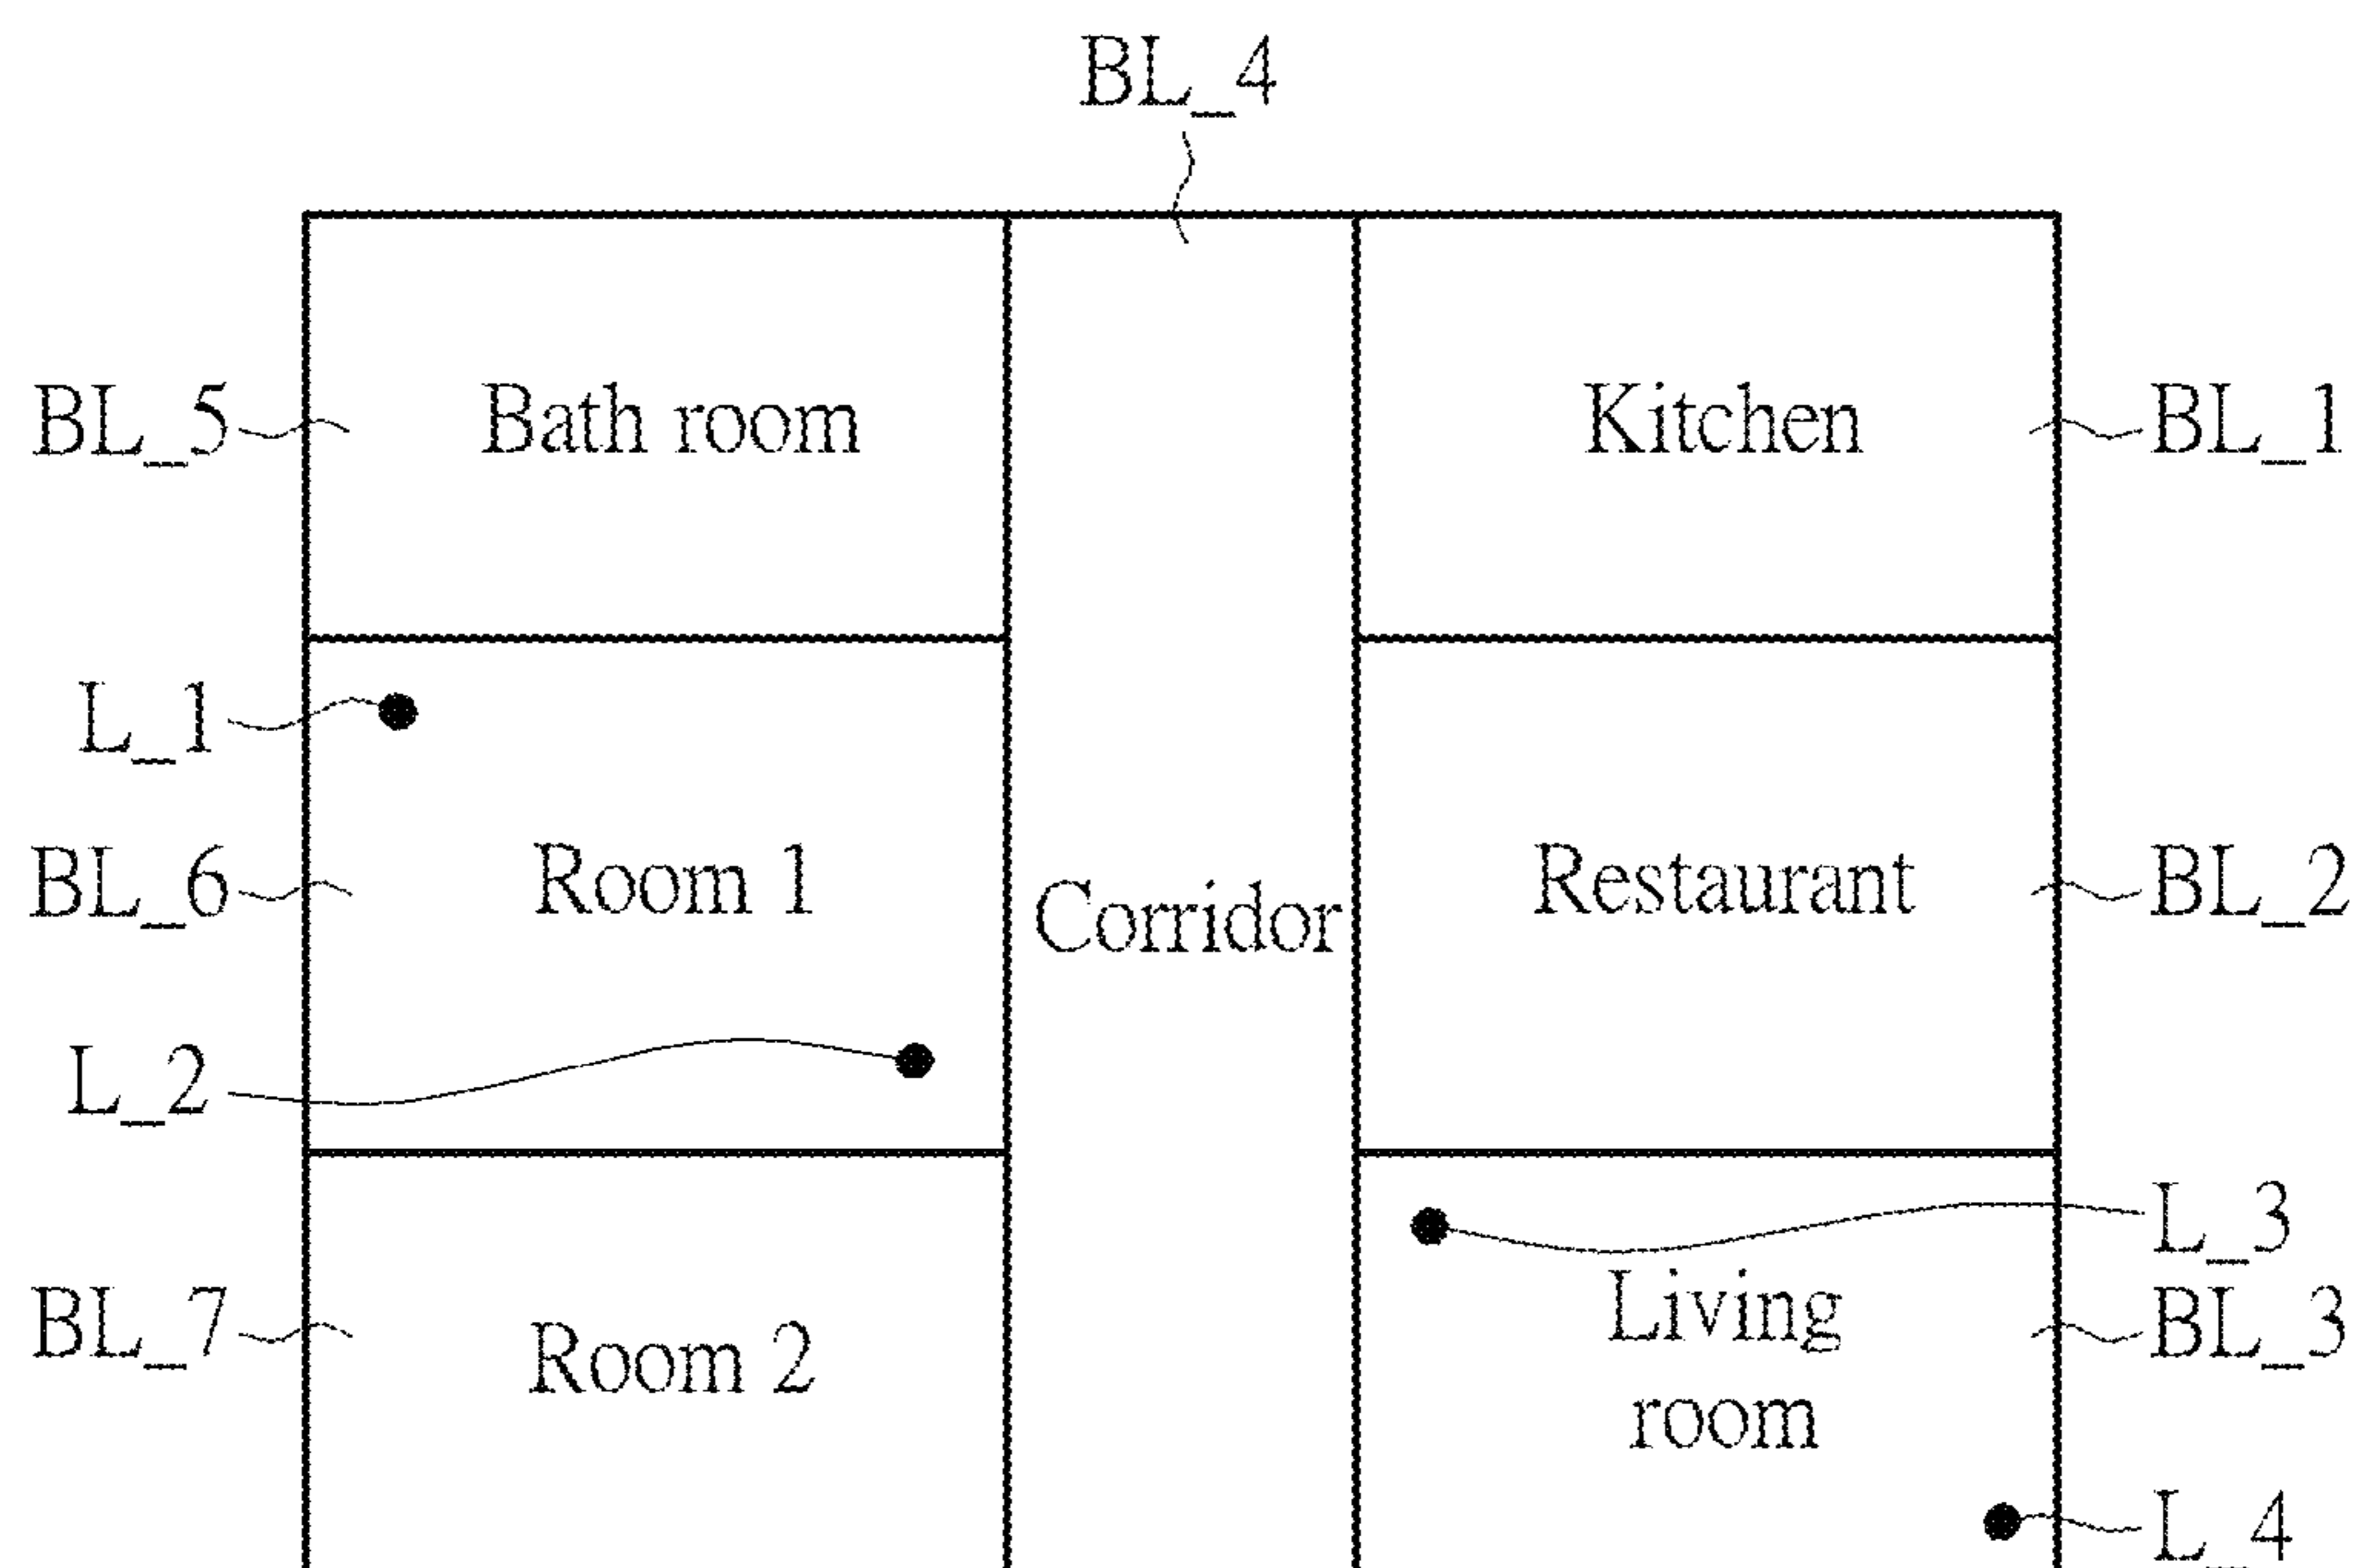 BL_4
BL_5
Bath room
Kitchen
BL_1
L_1
BL_6
Room 1
Corridor
Restaurant
BL_2
L_2
L_3
BL_7
Room 2
Living
room
BL_3
L_4